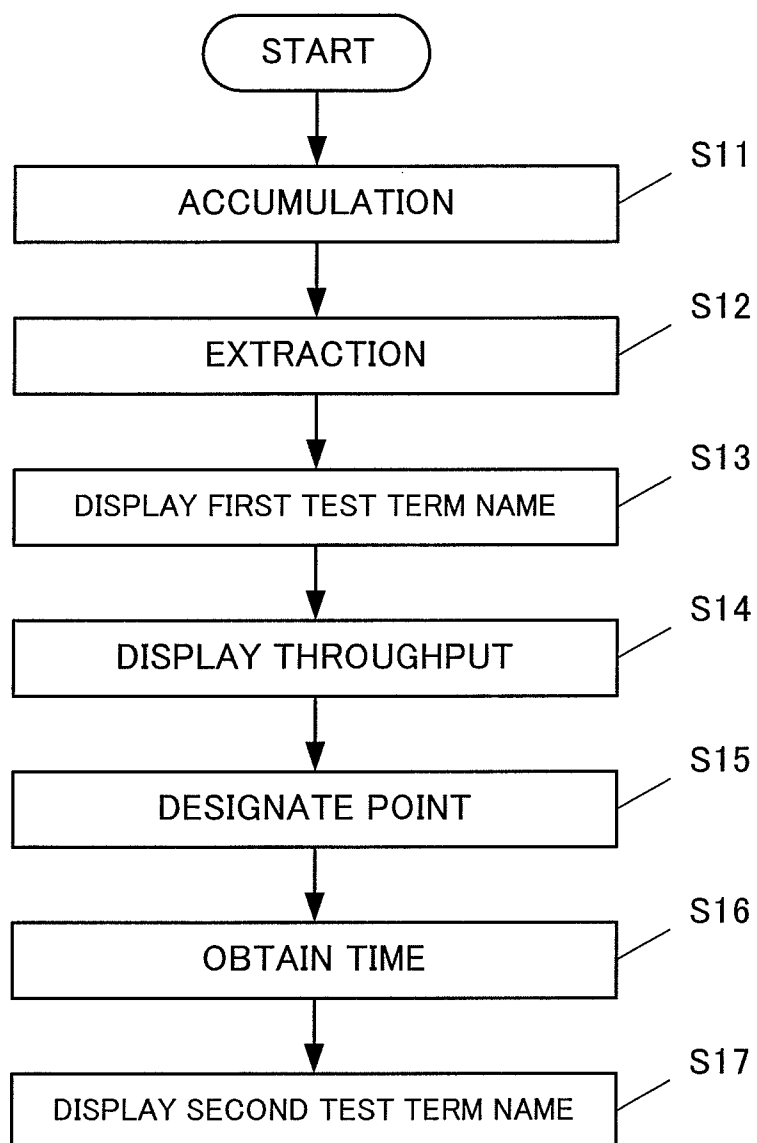 START
S11
ACCUMULATION
S12
EXTRACTION
S13
DISPLAY FIRST TEST TERM NAME
S14
DISPLAY THROUGHPUT
S15
DESIGNATE POINT
S16
OBTAIN TIME
S17
DISPLAY SECOND TEST TERM NAME